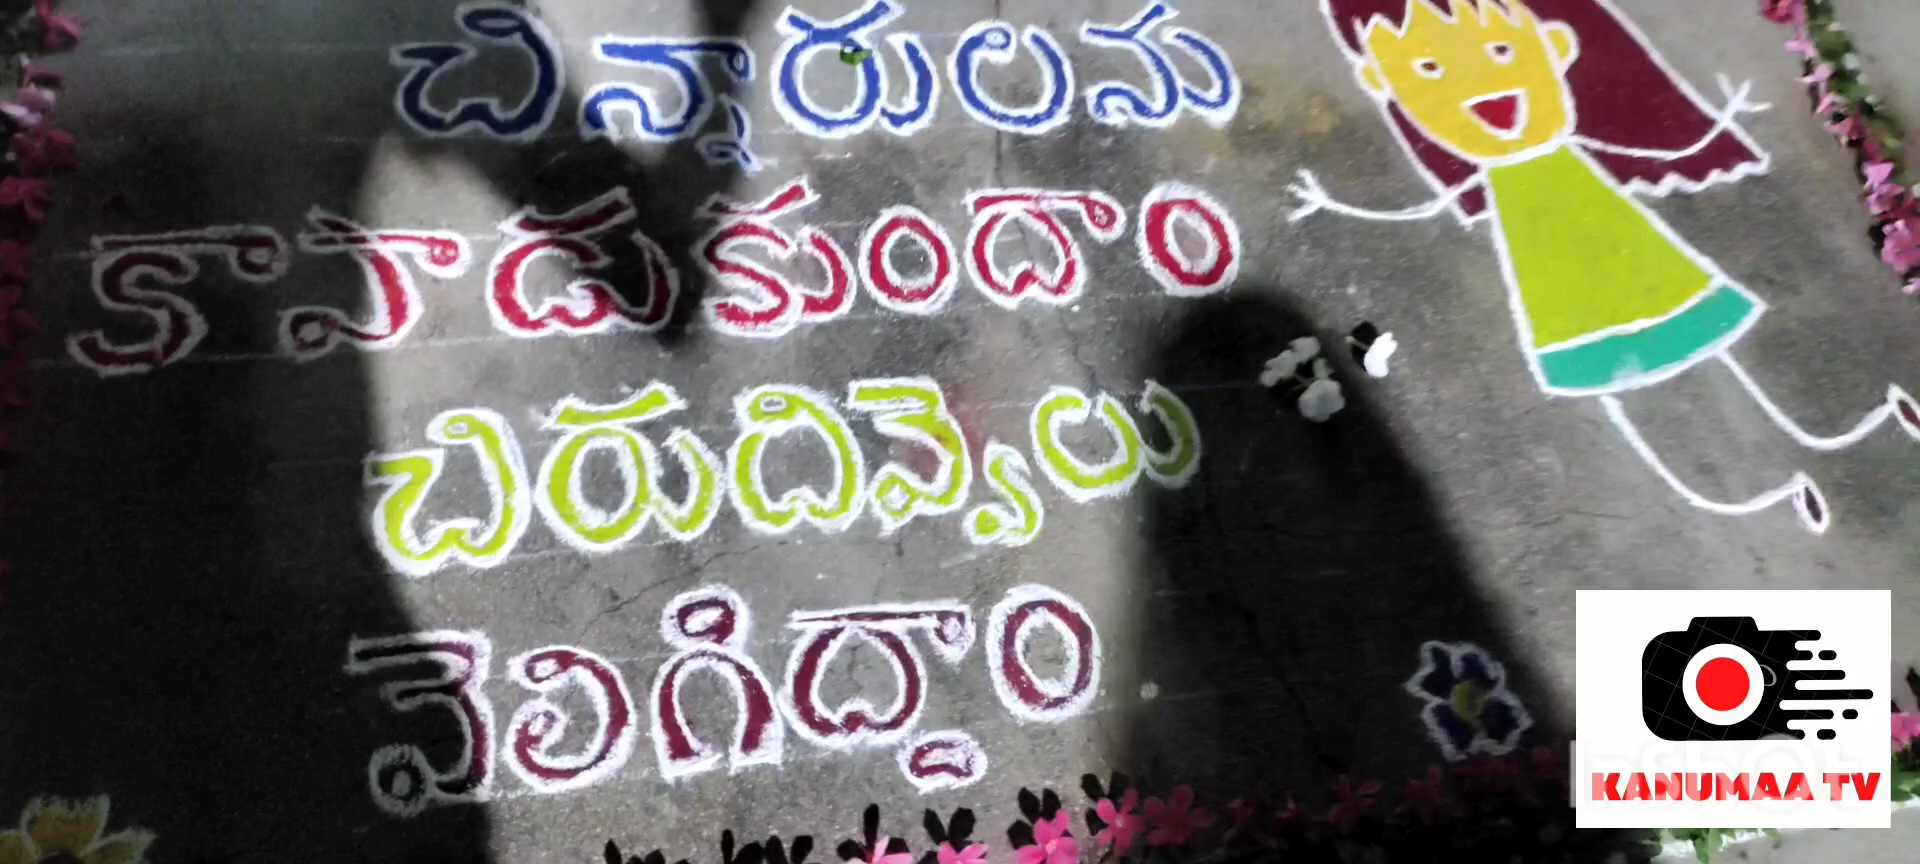 చిన్నారులను
కాపాడుకుందాం
చిరుదివ్వెలు
వెలిగిద్దాం
KANUMAA TV